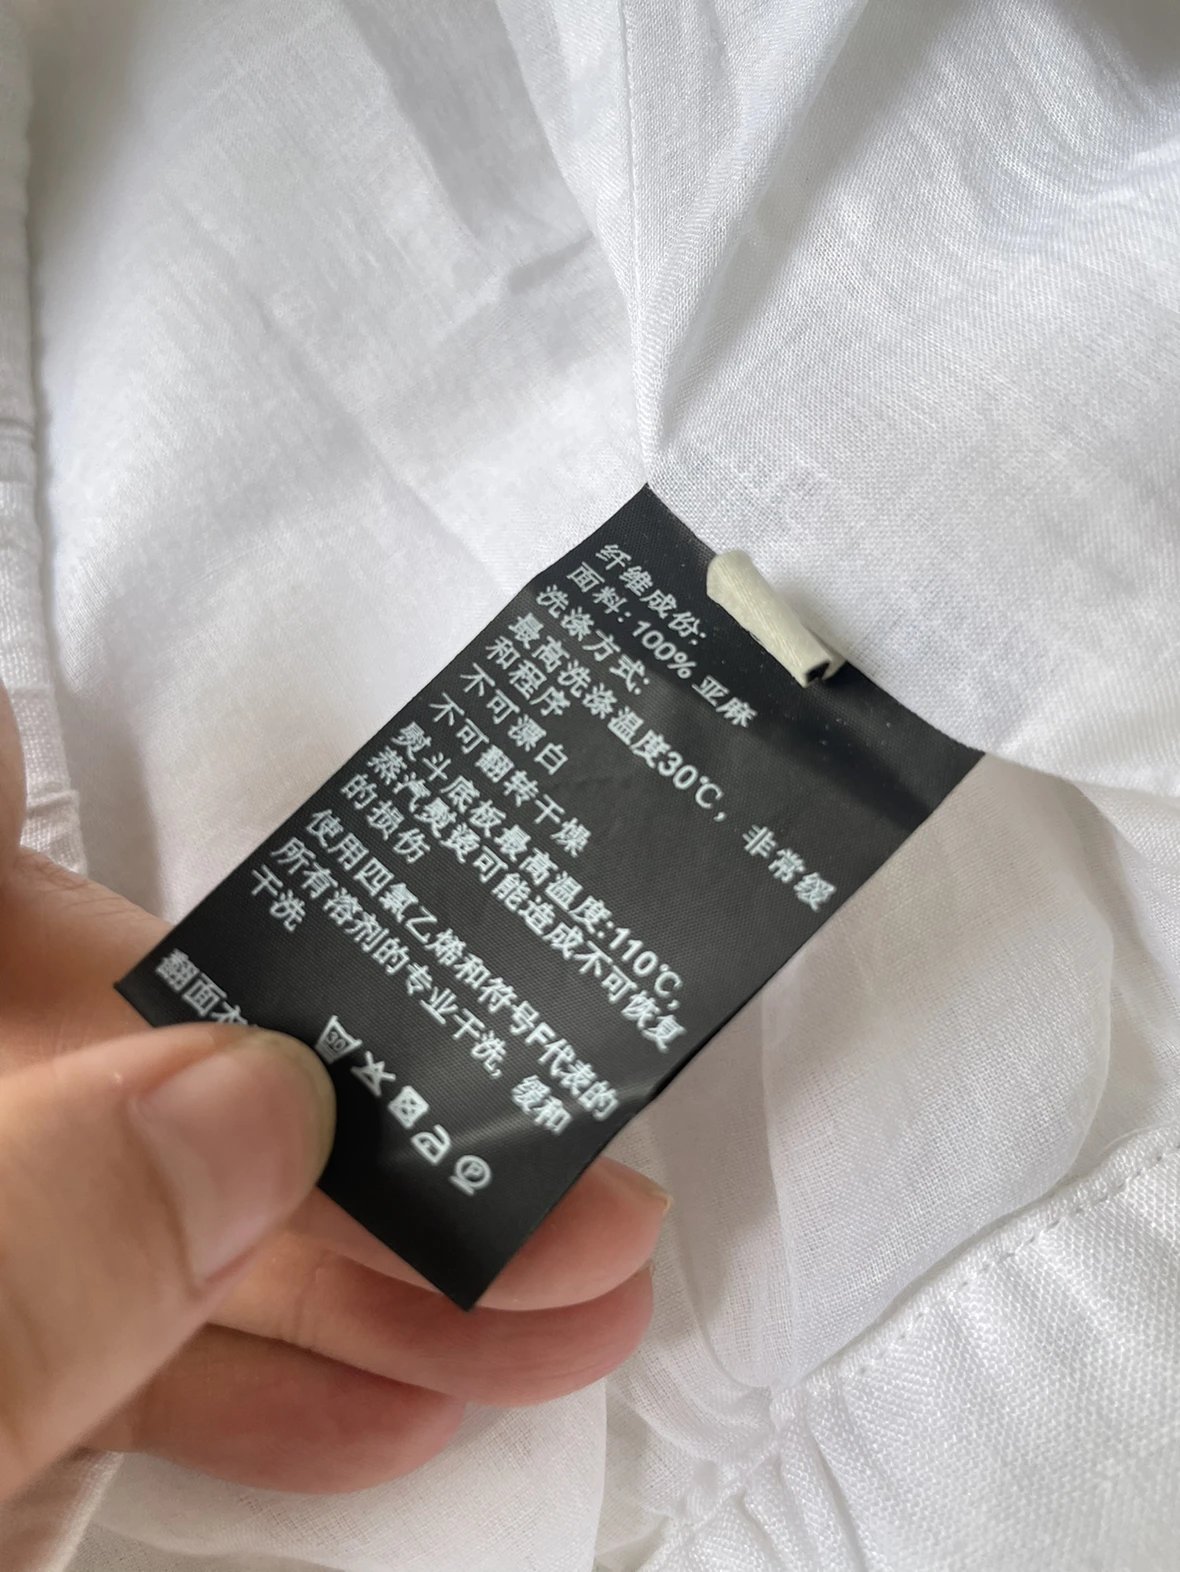 纤维成份:
面料: 100% 亚麻
洗涤方式:
最高洗涤温度30℃, 非常缓
和程序
不可漂白
不可翻转干燥
熨斗底板最高温度:110℃,
蒸汽熨烫可能造成不可恢复
的损伤
使用四氯乙烯和符号F代表的
所有溶剂的专业干洗, 缓和
干洗
翻面衣
30
P